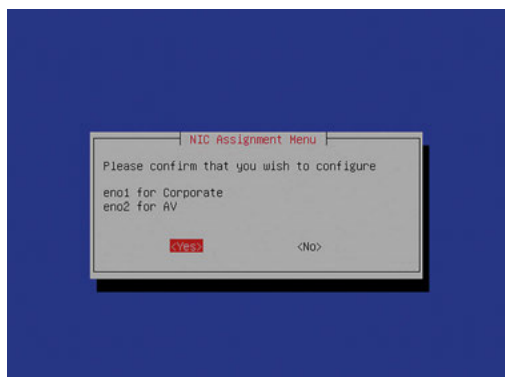 NIC Assignment Menu
Please confirm that you wish to configure
eno1 for Corporate
eno2 for AV
<Yes> <No>